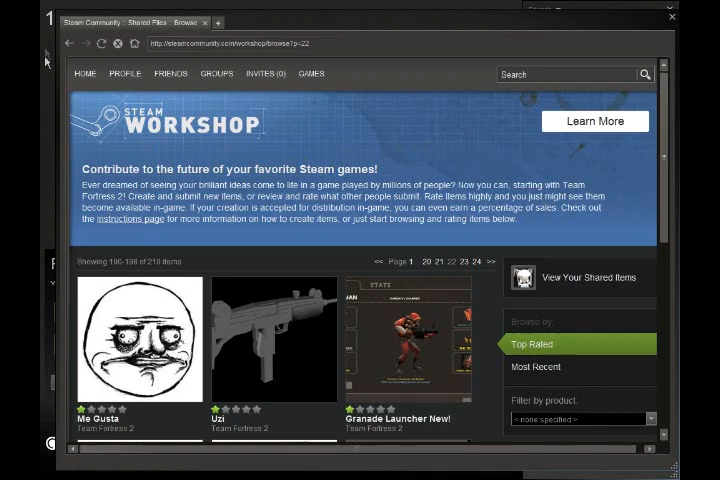 1
Steam Community :: Shared Files :: Browse
http://steamcommunity.com/workshop/browse?p=22
HOME PROFILE FRIENDS GROUPS INVITES (0) GAMES
Search
STEAM
WORKSHOP
Learn More
Contribute to the future of your favorite Steam games!
Ever dreamed of seeing your brilliant ideas come to life in a game played by millions of people? Now you can, starting with Team
Fortress 2! Create and submit new items, or review and rate what other people submit. Rate items highly and you just might see them
become available in-game. If your creation is accepted for distribution in-game, you can even earn a percentage of sales. Check out
the Instructions page for more information on how to create items, or just start browsing and rating items below.
Showing 190-198 of 210 items
<< Page 1 .. 20 21 22 23 24 >>
View Your Shared Items
STATS
Browse by:
Top Rated
Most Recent
Filter by product.
< none specified >
Me Gusta
Team Fortress 2
Uzi
Team Fortress 2
Granade Launcher New!
Team Fortress 2